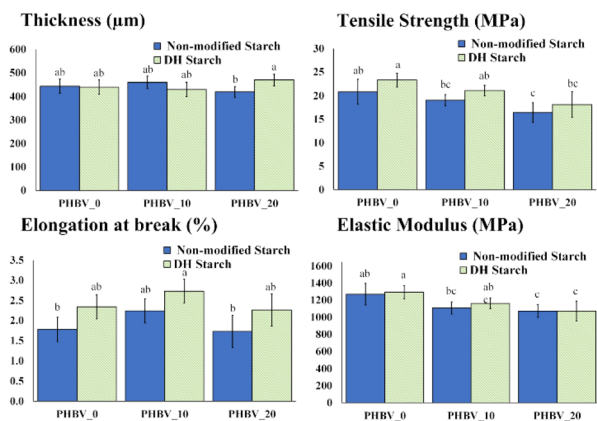 Thickness (µm)
Non-modified Starch
DH Starch
600
500
400
300
200
100
0
ab
ab
ab
ab
b
a
PHBV_0
PHBV_10
PHBV_20
Tensile Strength (MPa)
Non-modified Starch
DH Starch
30
25
20
15
10
5
0
ab
a
bc
ab
c
bc
PHBV_0
PHBV_10
PHBV_20
Elongation at break (%)
Non-modified Starch
DH Starch
3.5
3.0
2.5
2.0
1.5
1.0
0.5
0.0
b
ab
ab
a
b
ab
PHBV_0
PHBV_10
PHBV_20
Elastic Modulus (MPa)
Non-modified Starch
DH Starch
1600
1400
1200
1000
800
600
400
200
0
ab
a
bc
ab
c
c
c
PHBV_0
PHBV_10
PHBV_20